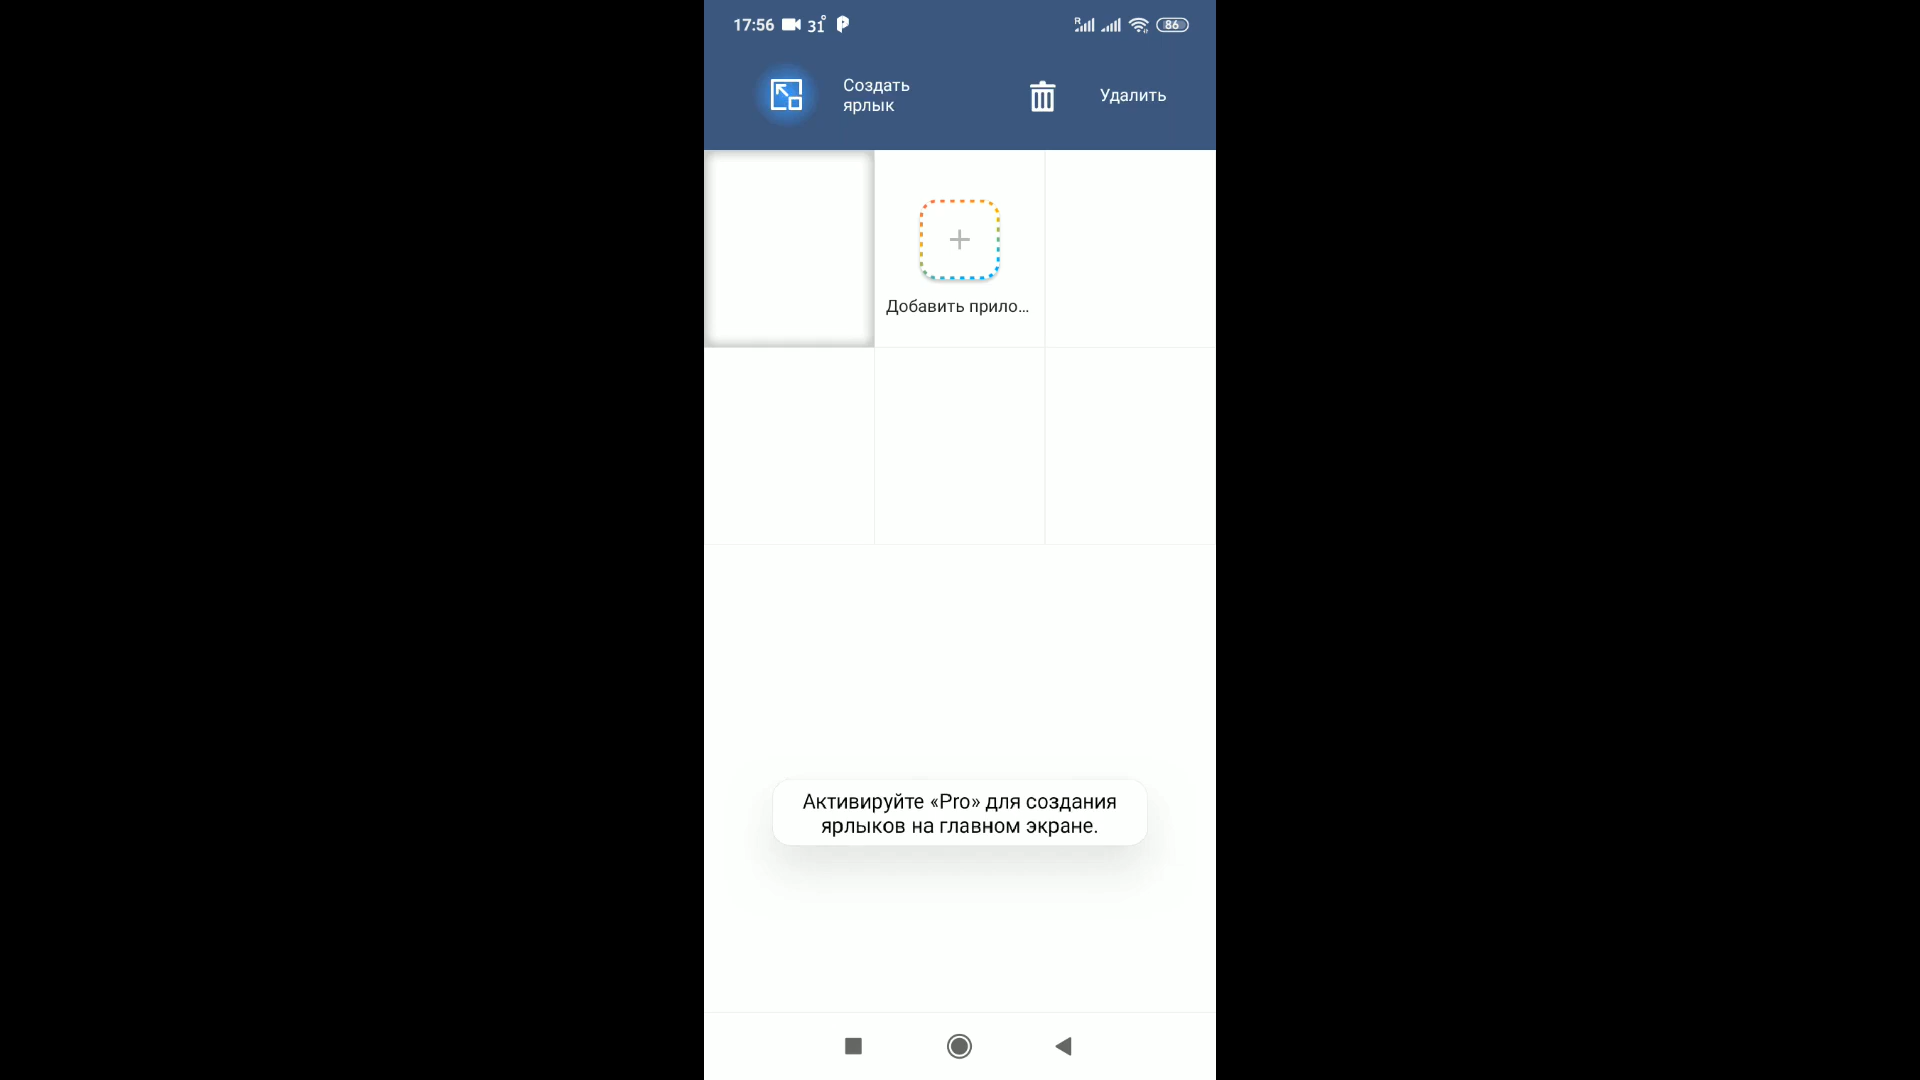 17:56 31° 86
Создать
ярлык
Удалить
Добавить прило...
Активируйте «Pro» для создания
ярлыков на главном экране.